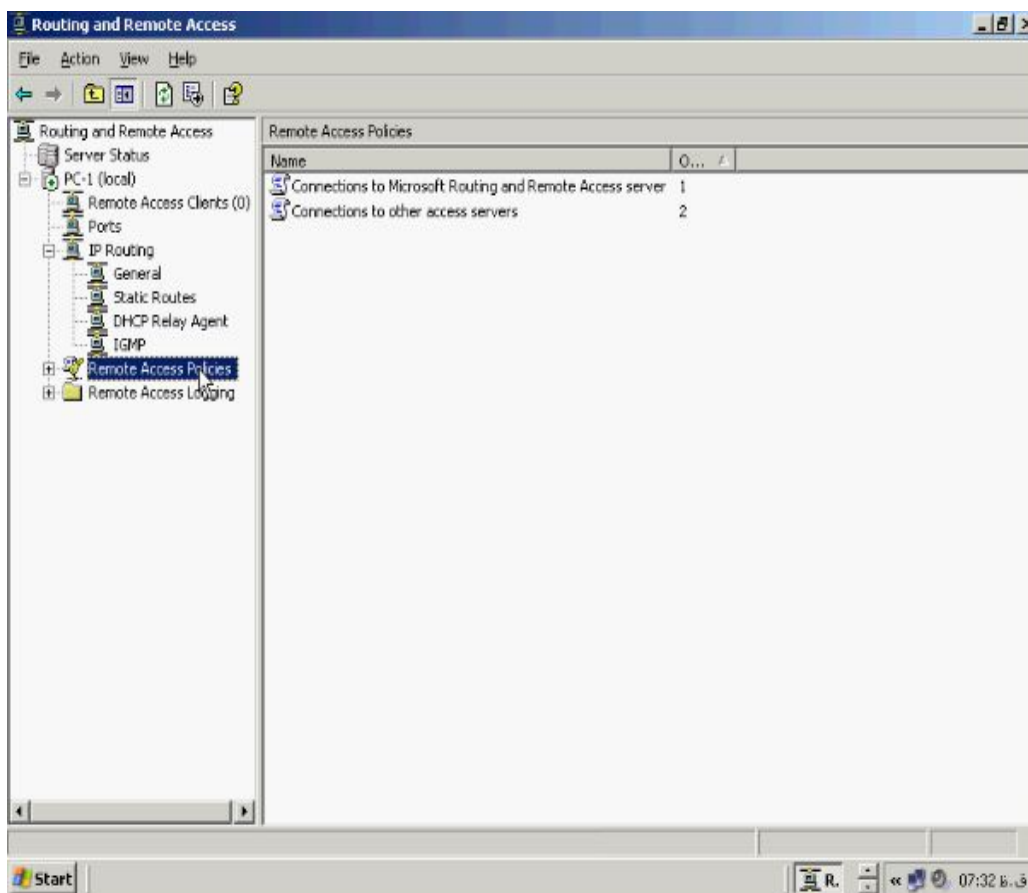 Routing and Remote Access
File Action View Help
Routing and Remote Access
Server Status
PC-1 (local)
Remote Access Clients (0)
Ports
IP Routing
General
Static Routes
DHCP Relay Agent
IGMP
Remote Access Policies
Remote Access Logging
Remote Access Policies
Name O...
Connections to Microsoft Routing and Remote Access server 1
Connections to other access servers 2
Start
R.
07:32 ق.ظ